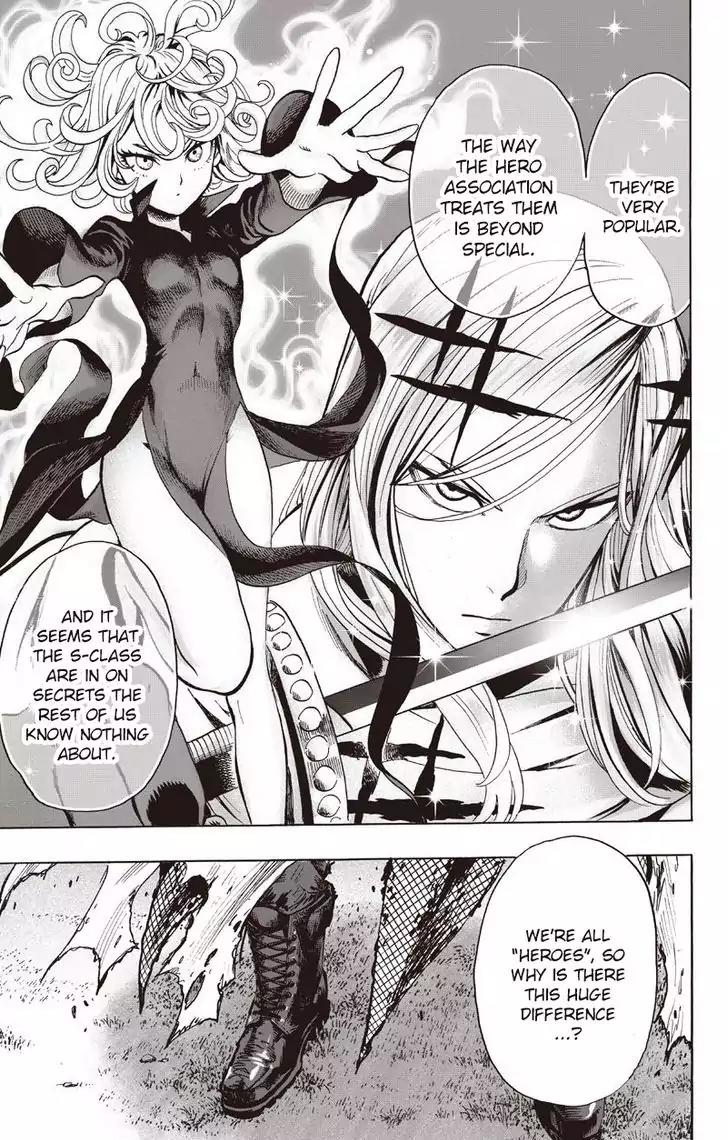 THEY'RE
VERY
POPULAR.
THE WAY
THE HERO
ASSOCIATION
TREATS THEM
IS BEYOND
SPECIAL.
AND IT
SEEMS THAT
THE S-CLASS
ARE IN ON
SECRETS THE
REST OF US
KNOW NOTHING
ABOUT.
WE'RE ALL
"HEROES", SO
WHY IS THERE
THIS HUGE
DIFFERENCE
...?